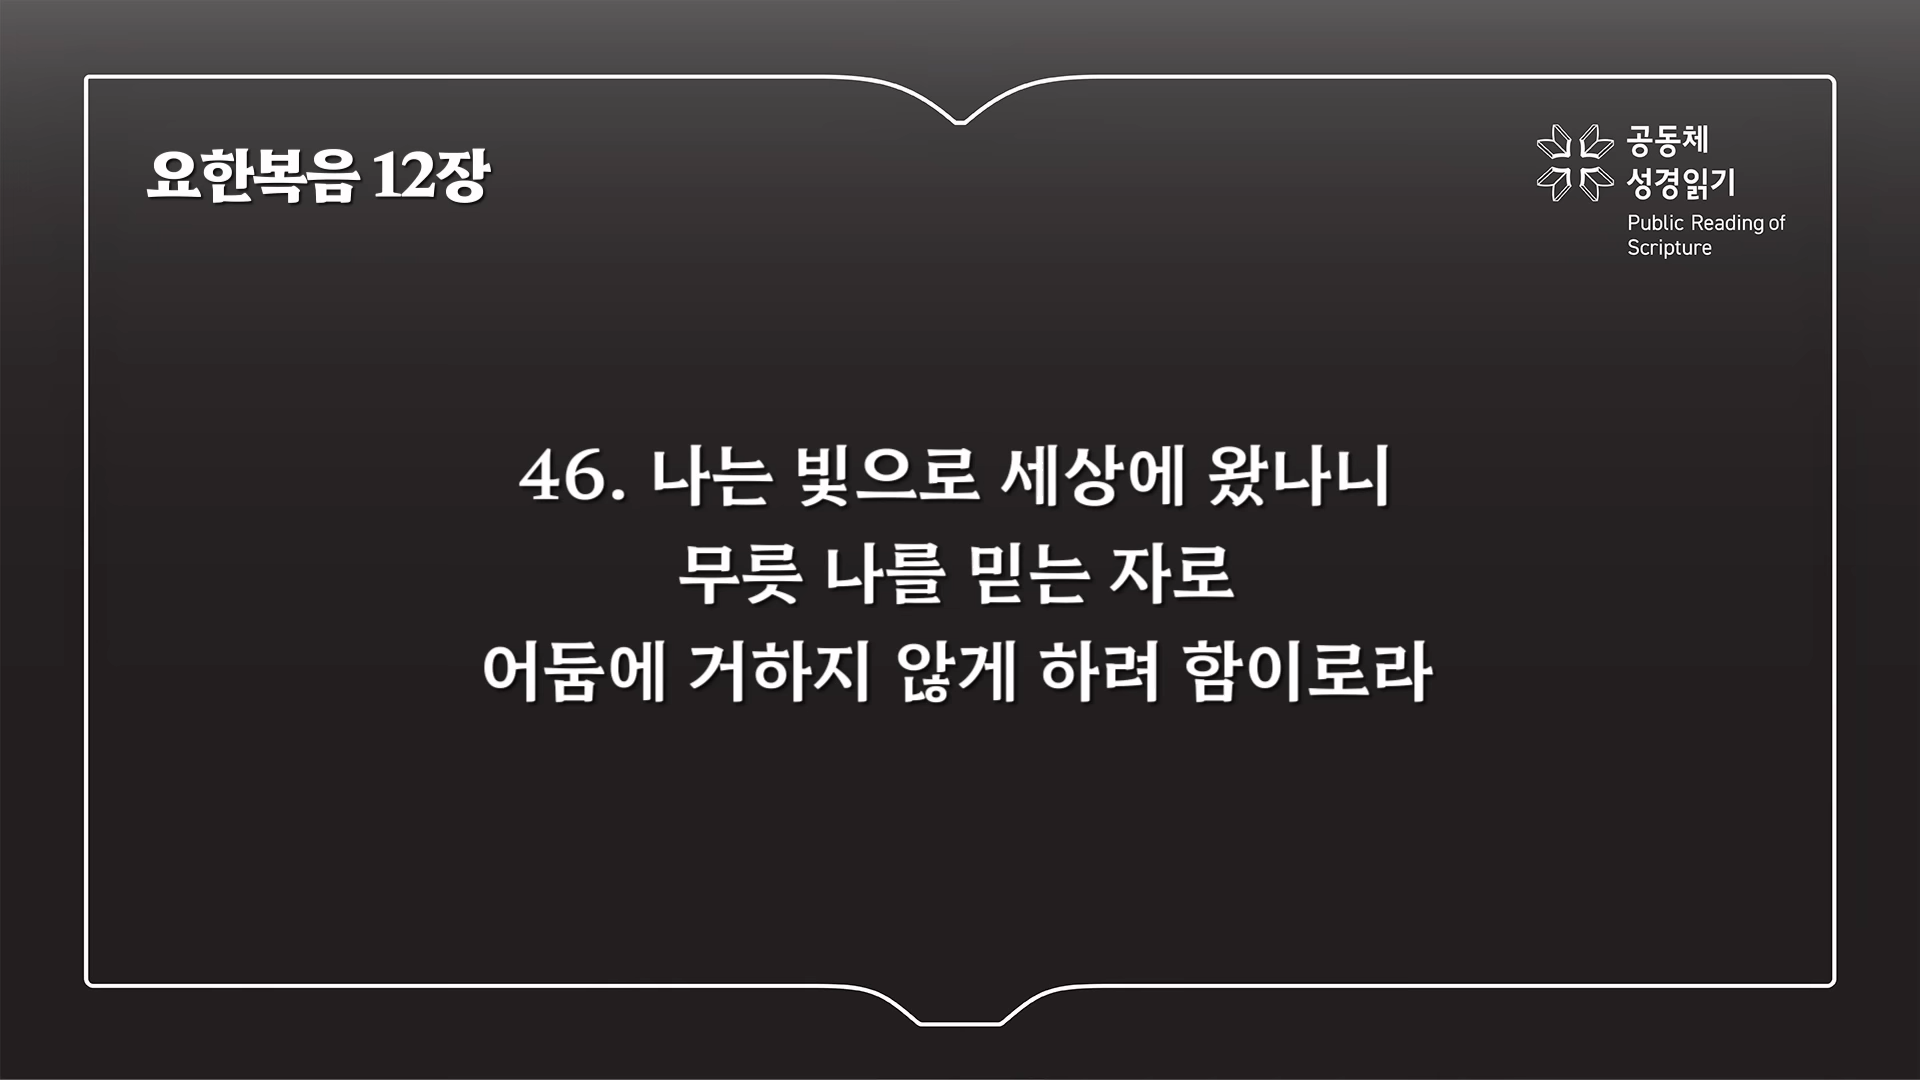 요한복음 12장
공동체
성경읽기
Public Reading of
Scripture
46. 나는 빛으로 세상에 왔나니
무릇 나를 믿는 자로
어둠에 거하지 않게 하려 함이로라